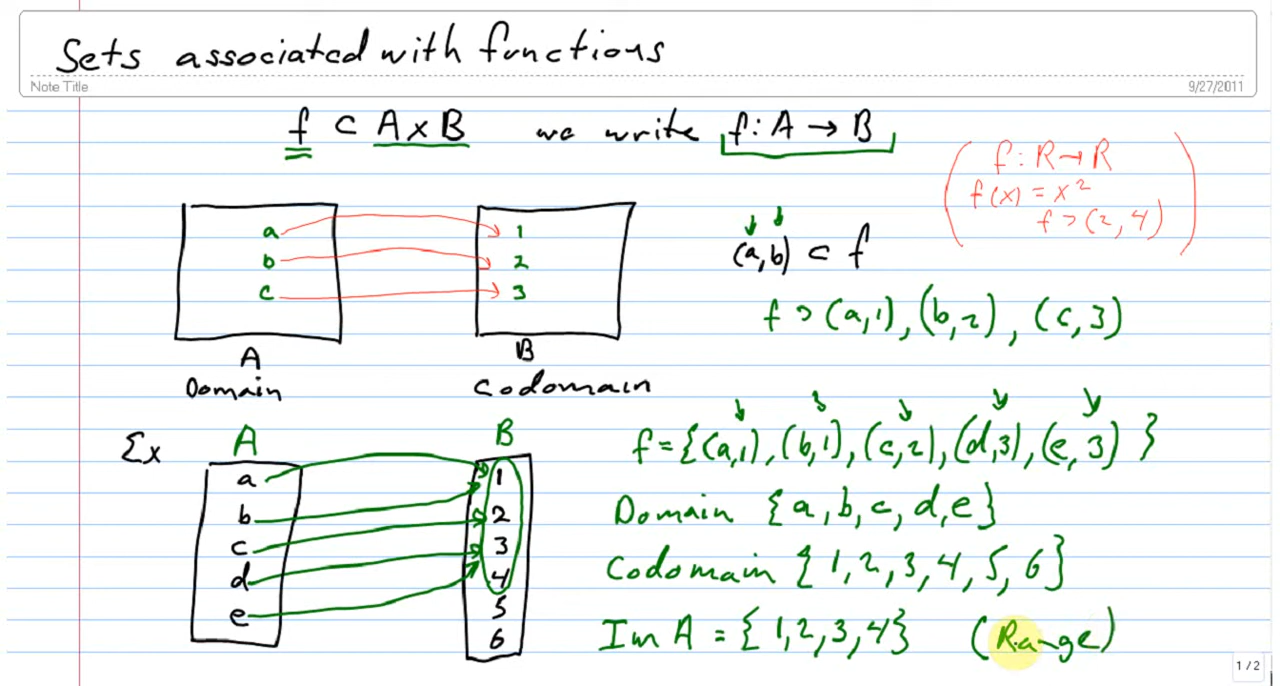 Sets associated with functions
Note Title
9/27/2011
f ⊂ A x B we write f: A → B
( f: R → R
f(x) = x²
f ∋ (2, 4) )
a 1
b 2
c 3
(a, b) ⊂ f
f ∋ (a, 1), (b, 2), (c, 3)
A B
Domain Codomain
Ex A B
f = {(a, 1), (b, 1), (c, 2), (d, 3), (e, 3) }
a 1
b 2
c 3
d 4
e 5
6
Domain {a, b, c, d, e}
Codomain {1, 2, 3, 4, 5, 6}
Im A = {1, 2, 3, 4} (Range)
1 / 2